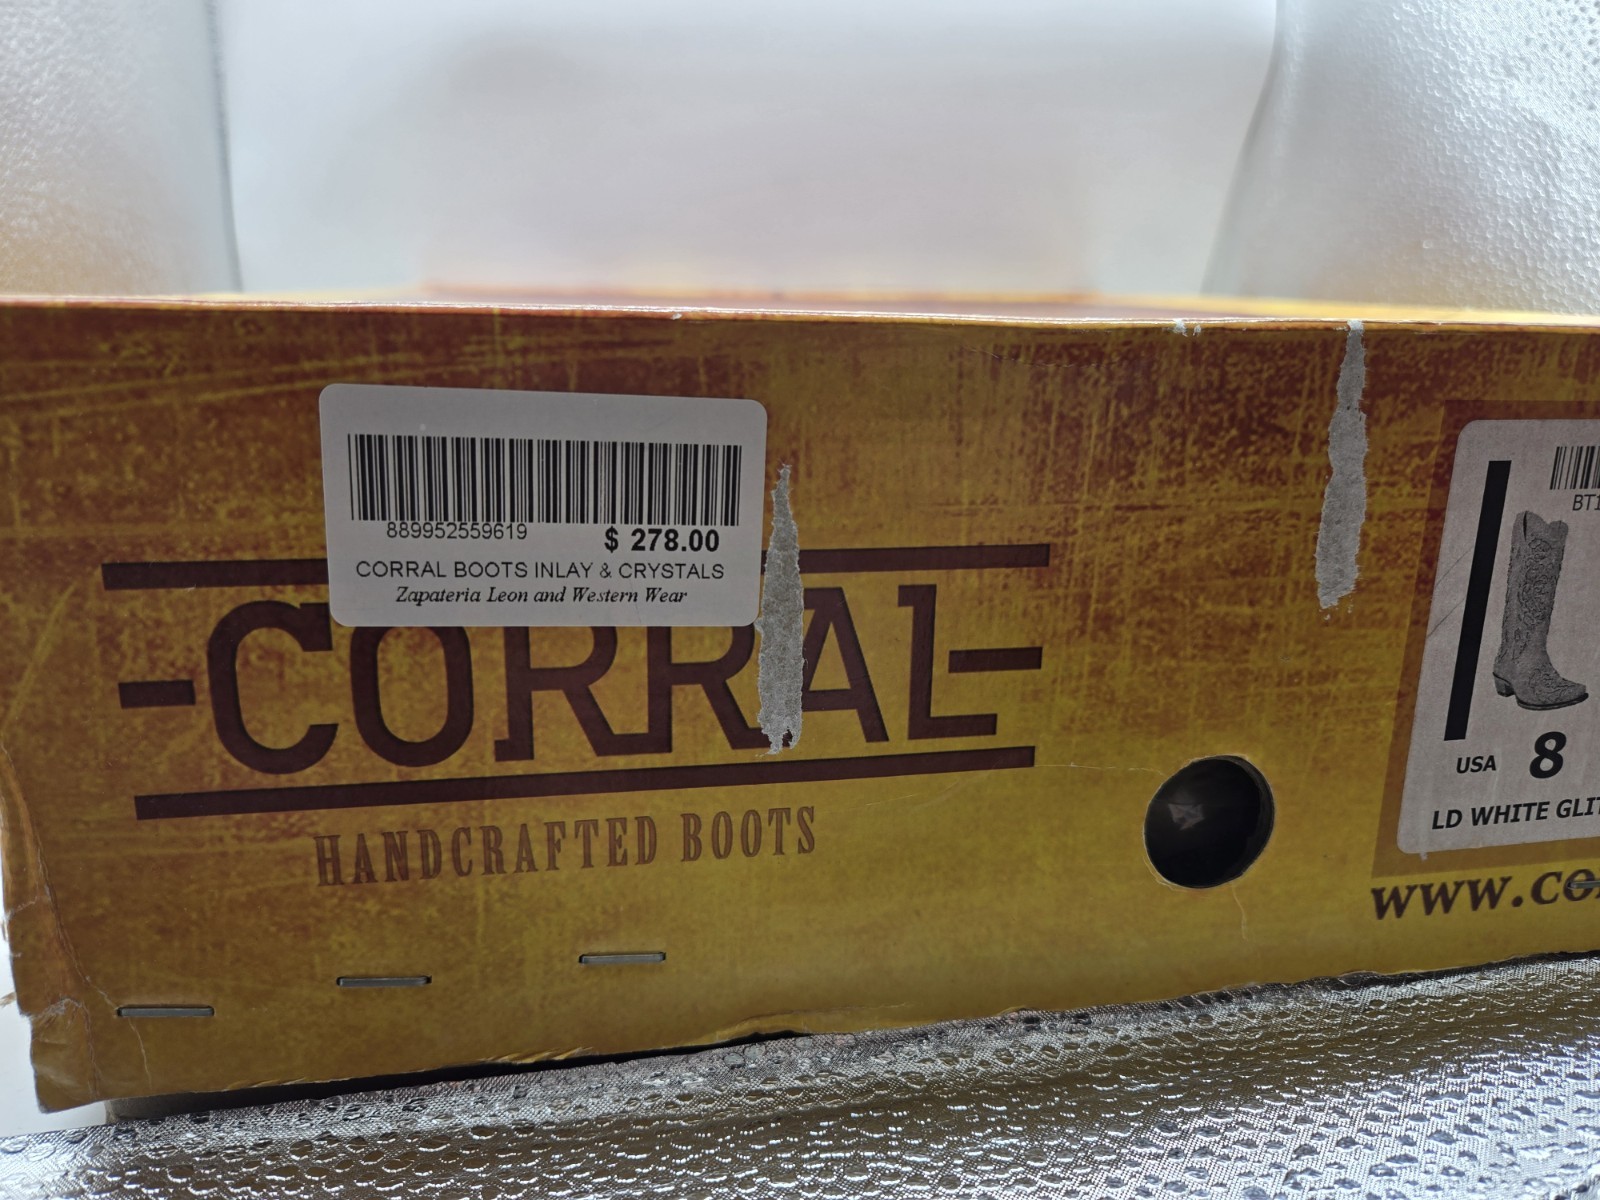 889952559619
$ 278.00
CORRAL BOOTS INLAY & CRYSTALS
Zapateria Leon and Western Wear
CORRAL
HANDCRAFTED BOOTS
USA 8
LD WHITE